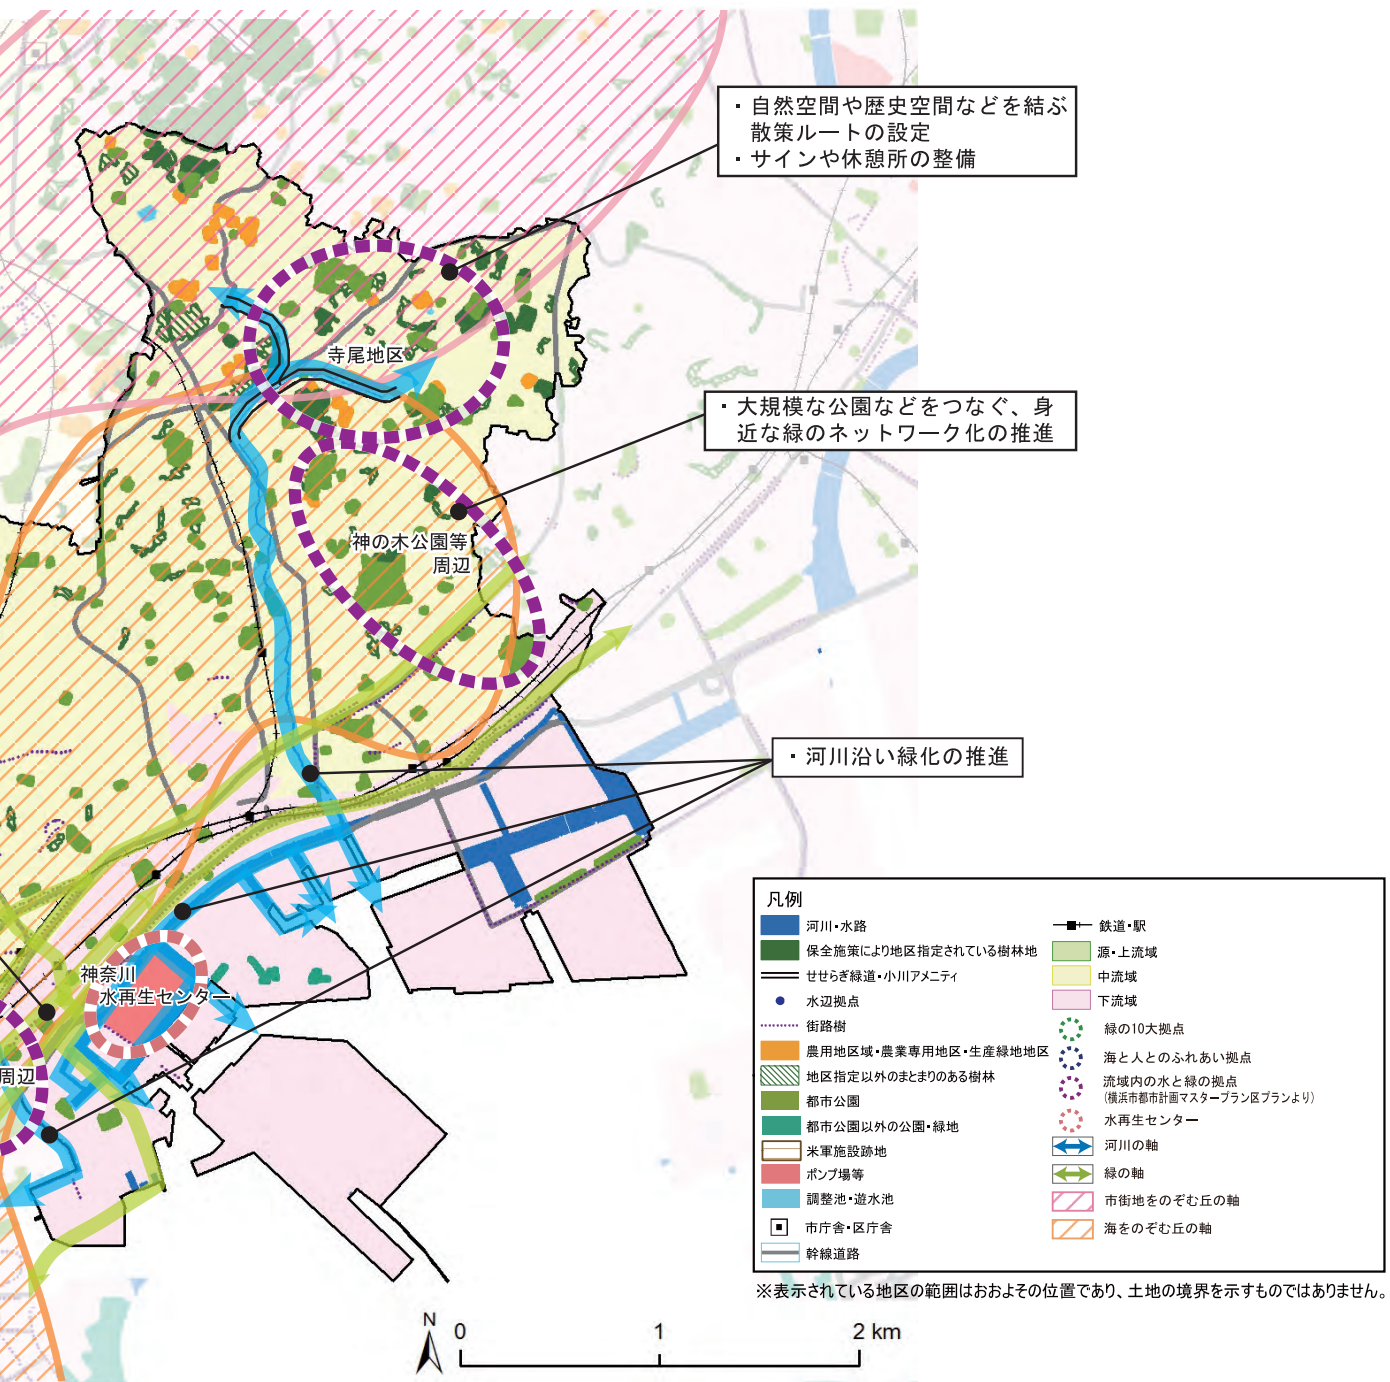 ・自然空間や歴史空間などを結ぶ
散策ルートの設定
・サインや休憩所の整備
寺尾地区
・大規模な公園などをつなぐ、身
近な緑のネットワーク化の推進
神の木公園等
周辺
・河川沿い緑化の推進
神奈川
水再生センター
周辺
凡例
河川・水路
保全施策により地区指定されている樹林地
せせらぎ緑道・小川アメニティ
水辺拠点
街路樹
農用地区域・農業専用地区・生産緑地地区
地区指定以外のまとまりのある樹林
都市公園
都市公園以外の公園・緑地
米軍施設跡地
ポンプ場等
調整池・遊水池
市庁舎・区庁舎
幹線道路
鉄道・駅
源・上流域
中流域
下流域
緑の10大拠点
海と人とのふれあい拠点
流域内の水と緑の拠点
(横浜市都市計画マスタープラン区プランより)
水再生センター
河川の軸
緑の軸
市街地をのぞむ丘の軸
海をのぞむ丘の軸
※表示されている地区の範囲はおおよその位置であり、土地の境界を示すものではありません。
N
0 1 2 km